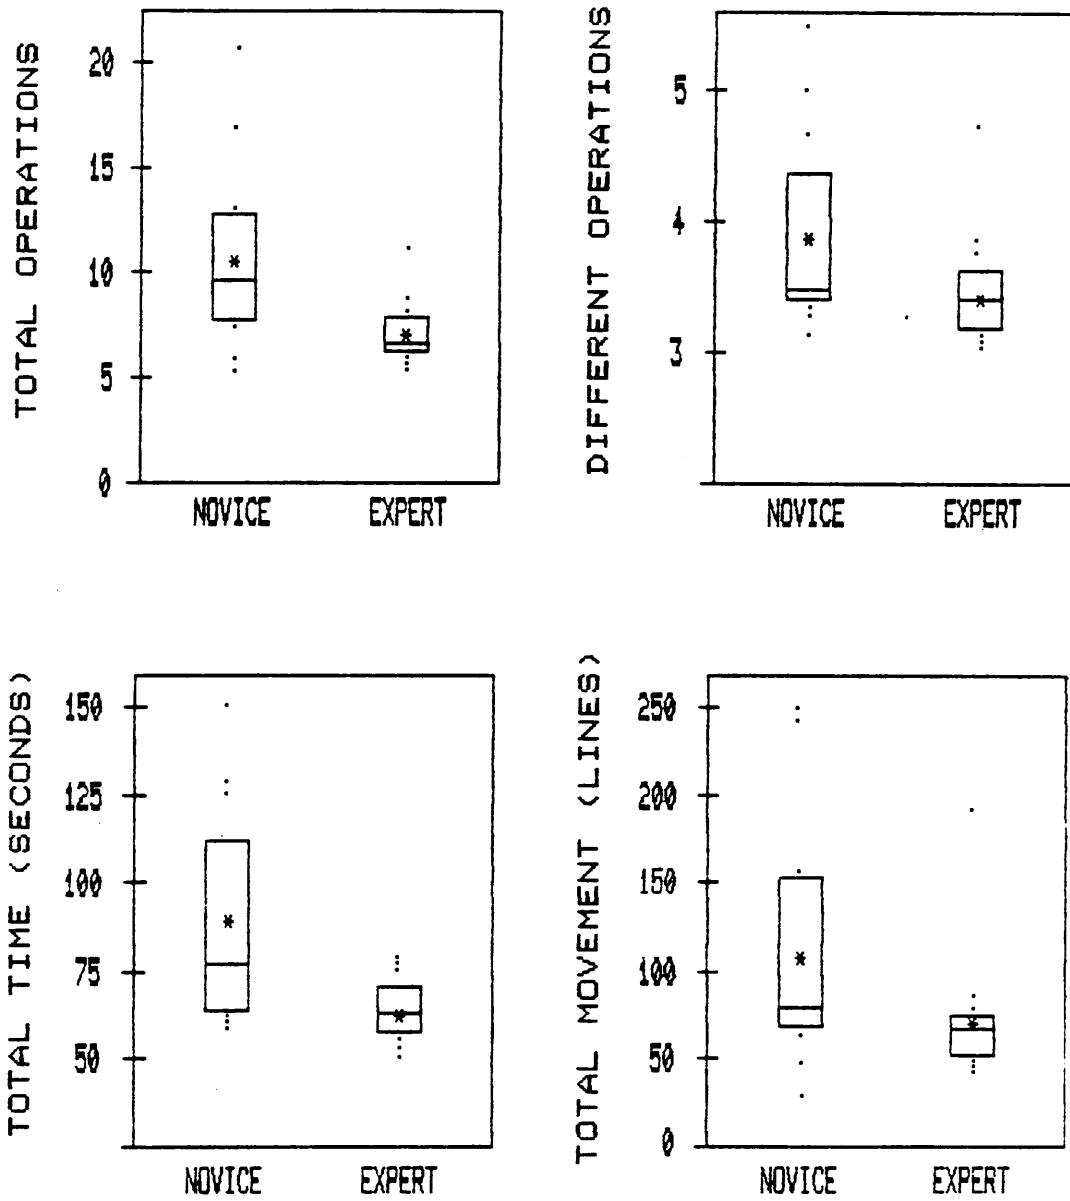 TOTAL OPERATIONS
20
15
10
5
0
NOVICE EXPERT
DIFFERENT OPERATIONS
5
4
3
NOVICE EXPERT
TOTAL TIME (SECONDS)
150
125
100
75
50
NOVICE EXPERT
TOTAL MOVEMENT (LINES)
250
200
150
100
50
0
NOVICE EXPERT